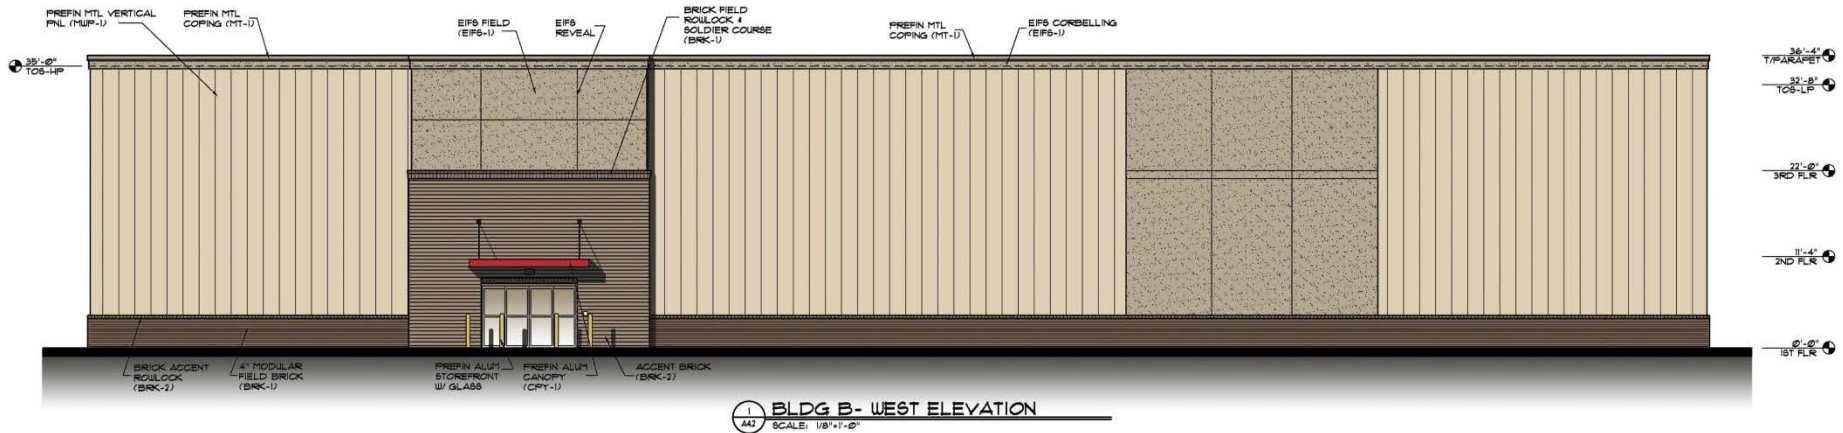 PREFIN MTL VERTICAL
PNL (MWP-1)
PREFIN MTL
COPING (MT-1)
EIFS FIELD
(EIFS-1)
EIFS
REVEAL
BRICK FIELD
ROWLOCK &
SOLDIER COURSE
(BRK-1)
PREFIN MTL
COPING (MT-1)
EIFS CORBELLING
(EIFS-1)
35'-0"
TOS-HP
36'-4"
T/PARAPET
32'-8"
TOS-LP
22'-0"
3RD FLR
11'-4"
2ND FLR
0'-0"
1ST FLR
BRICK ACCENT
ROWLOCK
(BRK-2)
4" MODULAR
FIELD BRICK
(BRK-1)
PREFIN ALUM
STOREFRONT
W/ GLASS
PREFIN ALUM
CANOPY
(CPY-1)
ACCENT BRICK
(BRK-2)
1
A4.2
BLDG B- WEST ELEVATION
SCALE: 1/8"=1'-0"